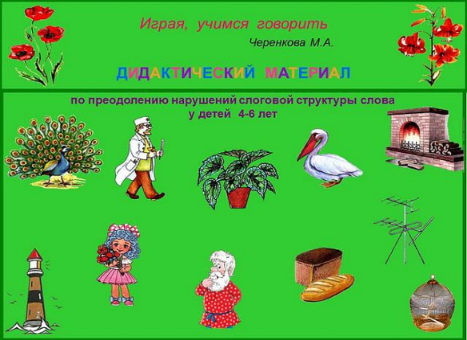 Играя, учимся говорить
Черенкова М.А.
ДИДАКТИЧЕСКИЙ МАТЕРИАЛ
по преодолению нарушений слоговой структуры слова
у детей 4-6 лет